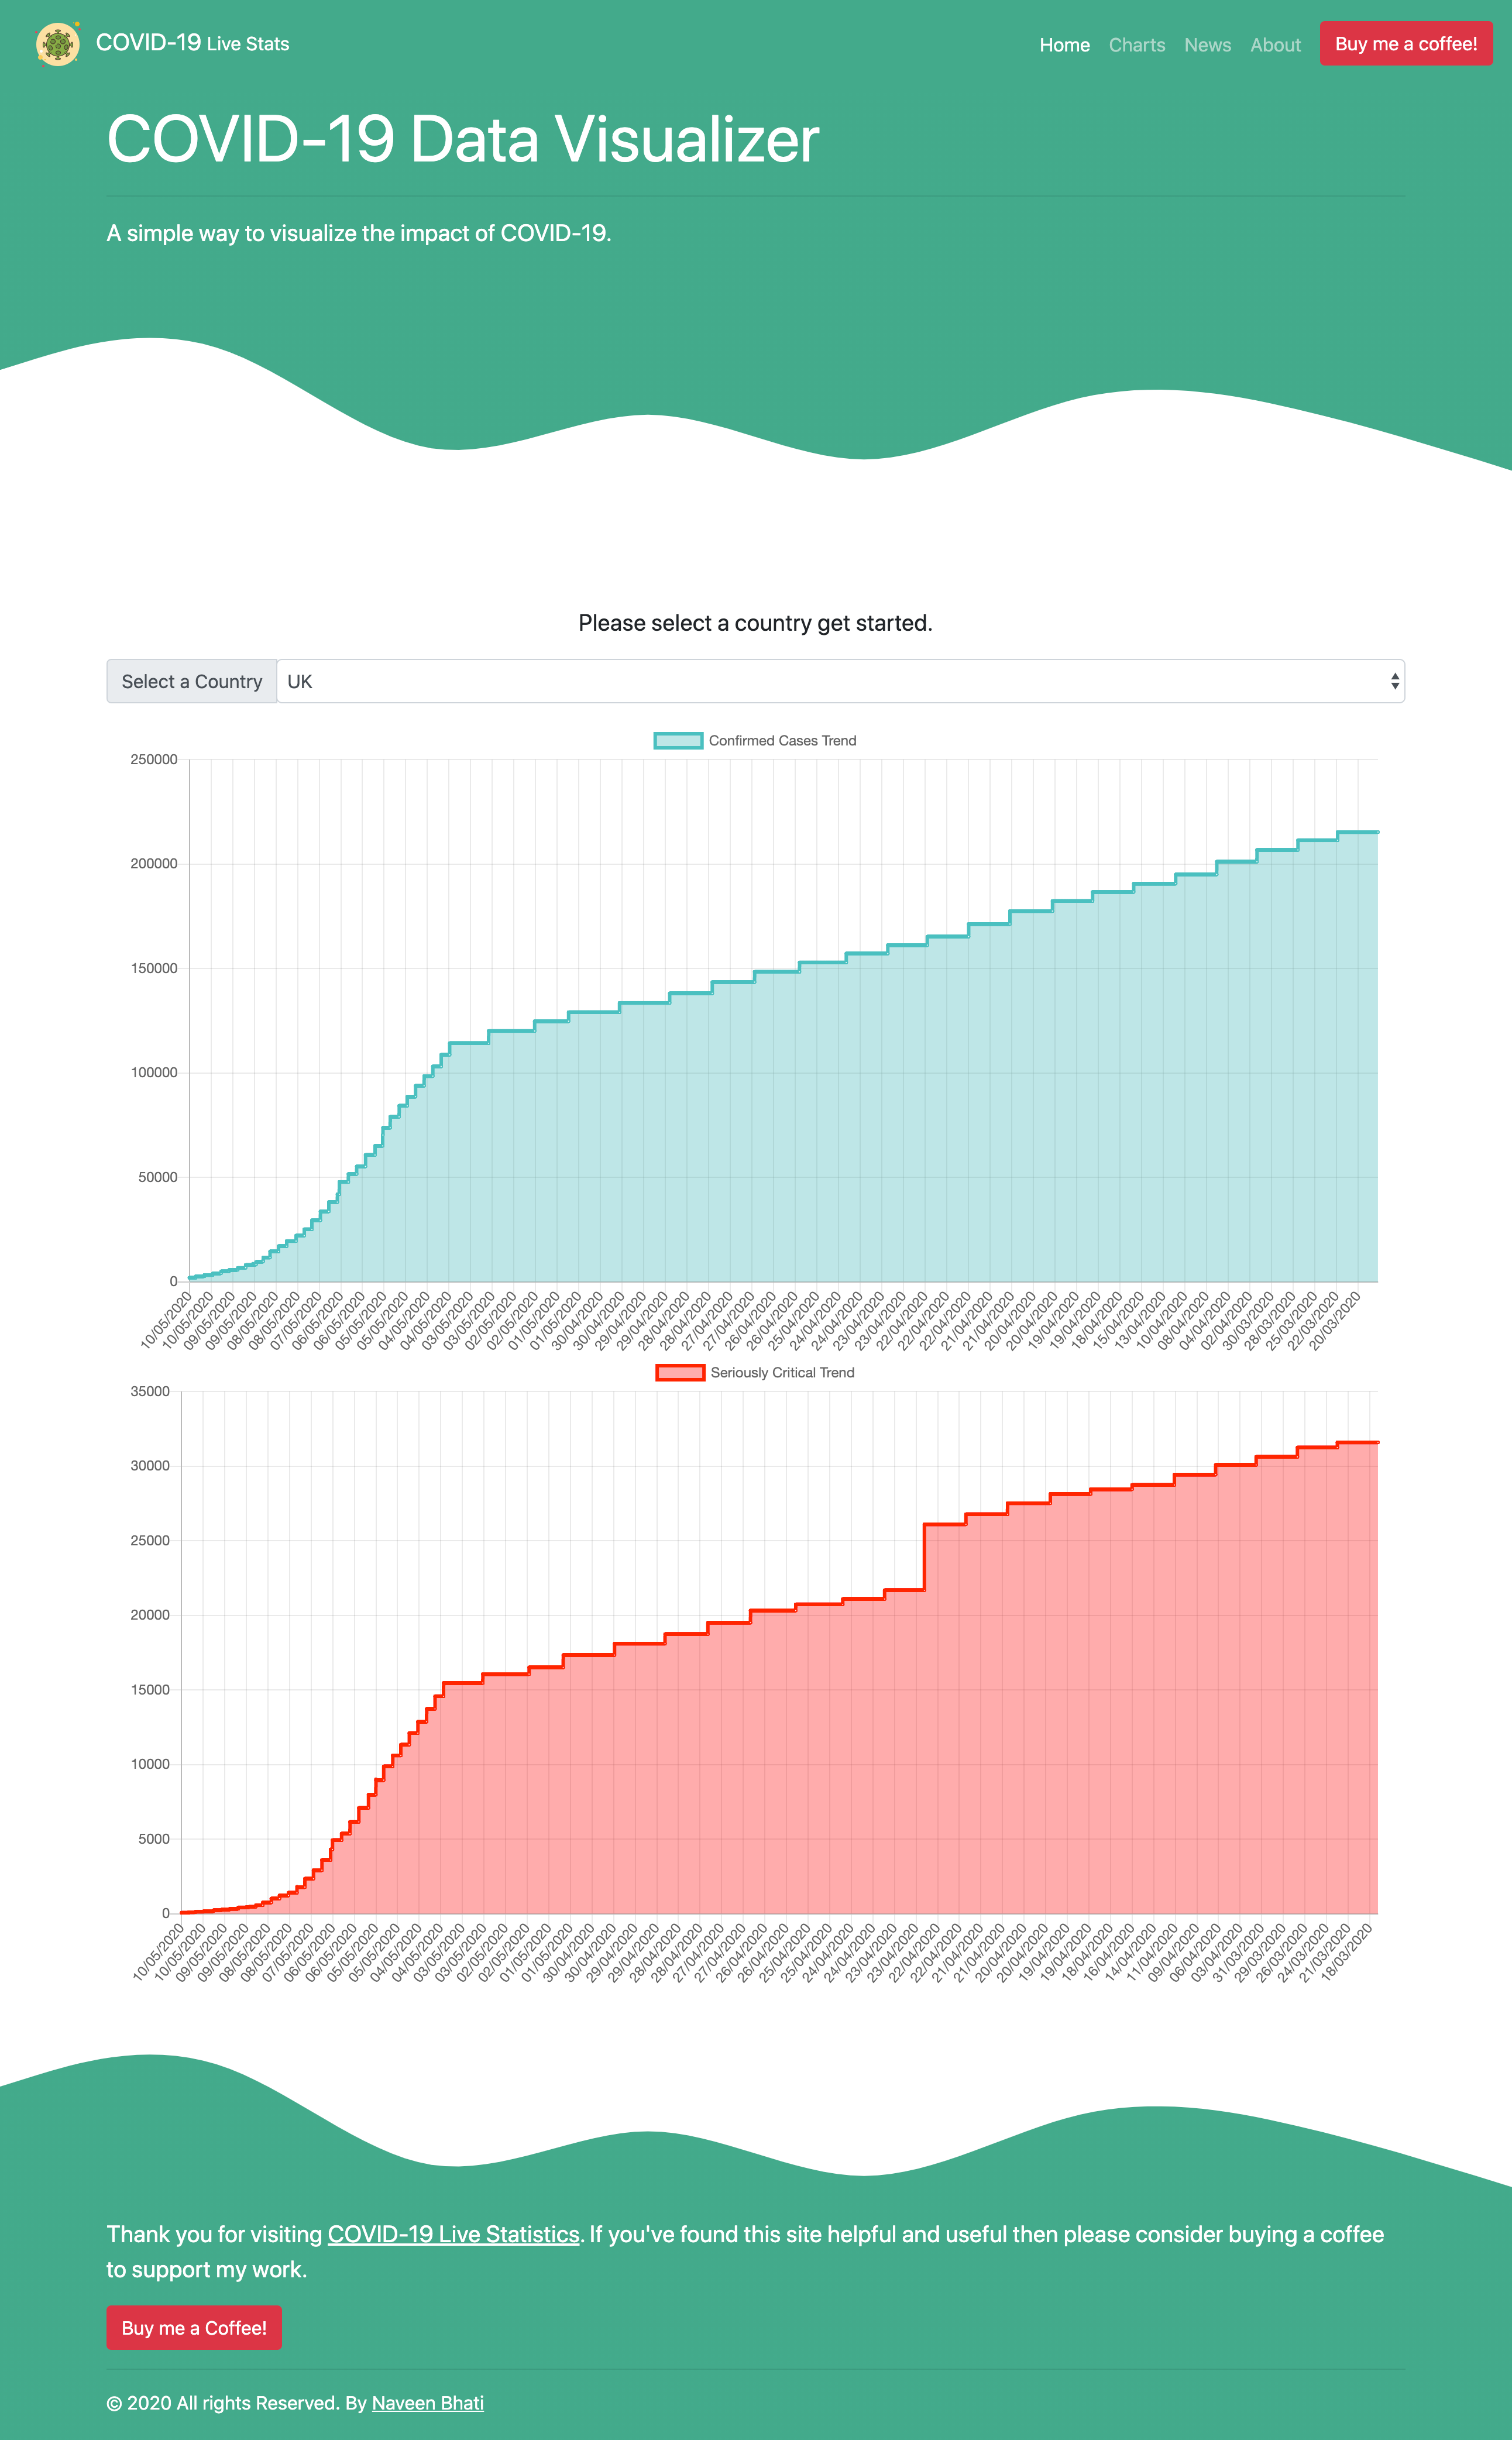 COVID-19 Live Stats
Home Charts News About Buy me a coffee!
COVID-19 Data Visualizer
A simple way to visualize the impact of COVID-19.
Please select a country get started.
Select a Country UK
Confirmed Cases Trend
250000
200000
150000
100000
50000
0
10/05/2020 10/05/2020 09/05/2020 09/05/2020 08/05/2020 08/05/2020 07/05/2020 06/05/2020 06/05/2020 05/05/2020 05/05/2020 04/05/2020 04/05/2020 03/05/2020 03/05/2020 02/05/2020 01/05/2020 01/05/2020 30/04/2020 30/04/2020 29/04/2020 29/04/2020 28/04/2020 28/04/2020 27/04/2020 27/04/2020 26/04/2020 26/04/2020 25/04/2020 24/04/2020 24/04/2020 23/04/2020 23/04/2020 22/04/2020 22/04/2020 22/04/2020 21/04/2020 21/04/2020 20/04/2020 20/04/2020 19/04/2020 19/04/2020 18/04/2020 15/04/2020 13/04/2020 10/04/2020 08/04/2020 04/04/2020 02/04/2020 30/03/2020 28/03/2020 25/03/2020 22/03/2020 20/03/2020
Seriously Critical Trend
35000
30000
25000
20000
15000
10000
5000
0
10/05/2020 10/05/2020 09/05/2020 09/05/2020 08/05/2020 08/05/2020 07/05/2020 06/05/2020 06/05/2020 05/05/2020 05/05/2020 04/05/2020 04/05/2020 03/05/2020 03/05/2020 02/05/2020 02/05/2020 01/05/2020 30/04/2020 30/04/2020 29/04/2020 29/04/2020 28/04/2020 28/04/2020 27/04/2020 27/04/2020 26/04/2020 26/04/2020 25/04/2020 25/04/2020 24/04/2020 24/04/2020 23/04/2020 23/04/2020 22/04/2020 22/04/2020 21/04/2020 21/04/2020 20/04/2020 20/04/2020 19/04/2020 19/04/2020 18/04/2020 16/04/2020 14/04/2020 11/04/2020 09/04/2020 06/04/2020 03/04/2020 31/03/2020 29/03/2020 26/03/2020 24/03/2020 21/03/2020 18/03/2020
Thank you for visiting COVID-19 Live Statistics. If you've found this site helpful and useful then please consider buying a coffee
to support my work.
Buy me a Coffee!
© 2020 All rights Reserved. By Naveen Bhati